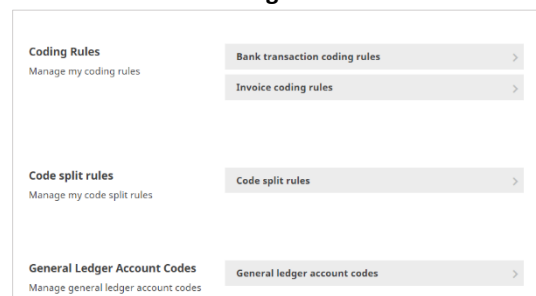 Coding Rules
Manage my coding rules
Bank transaction coding rules
Invoice coding rules
Code split rules
Manage my code split rules
Code split rules
General Ledger Account Codes
Manage general ledger account codes
General ledger account codes